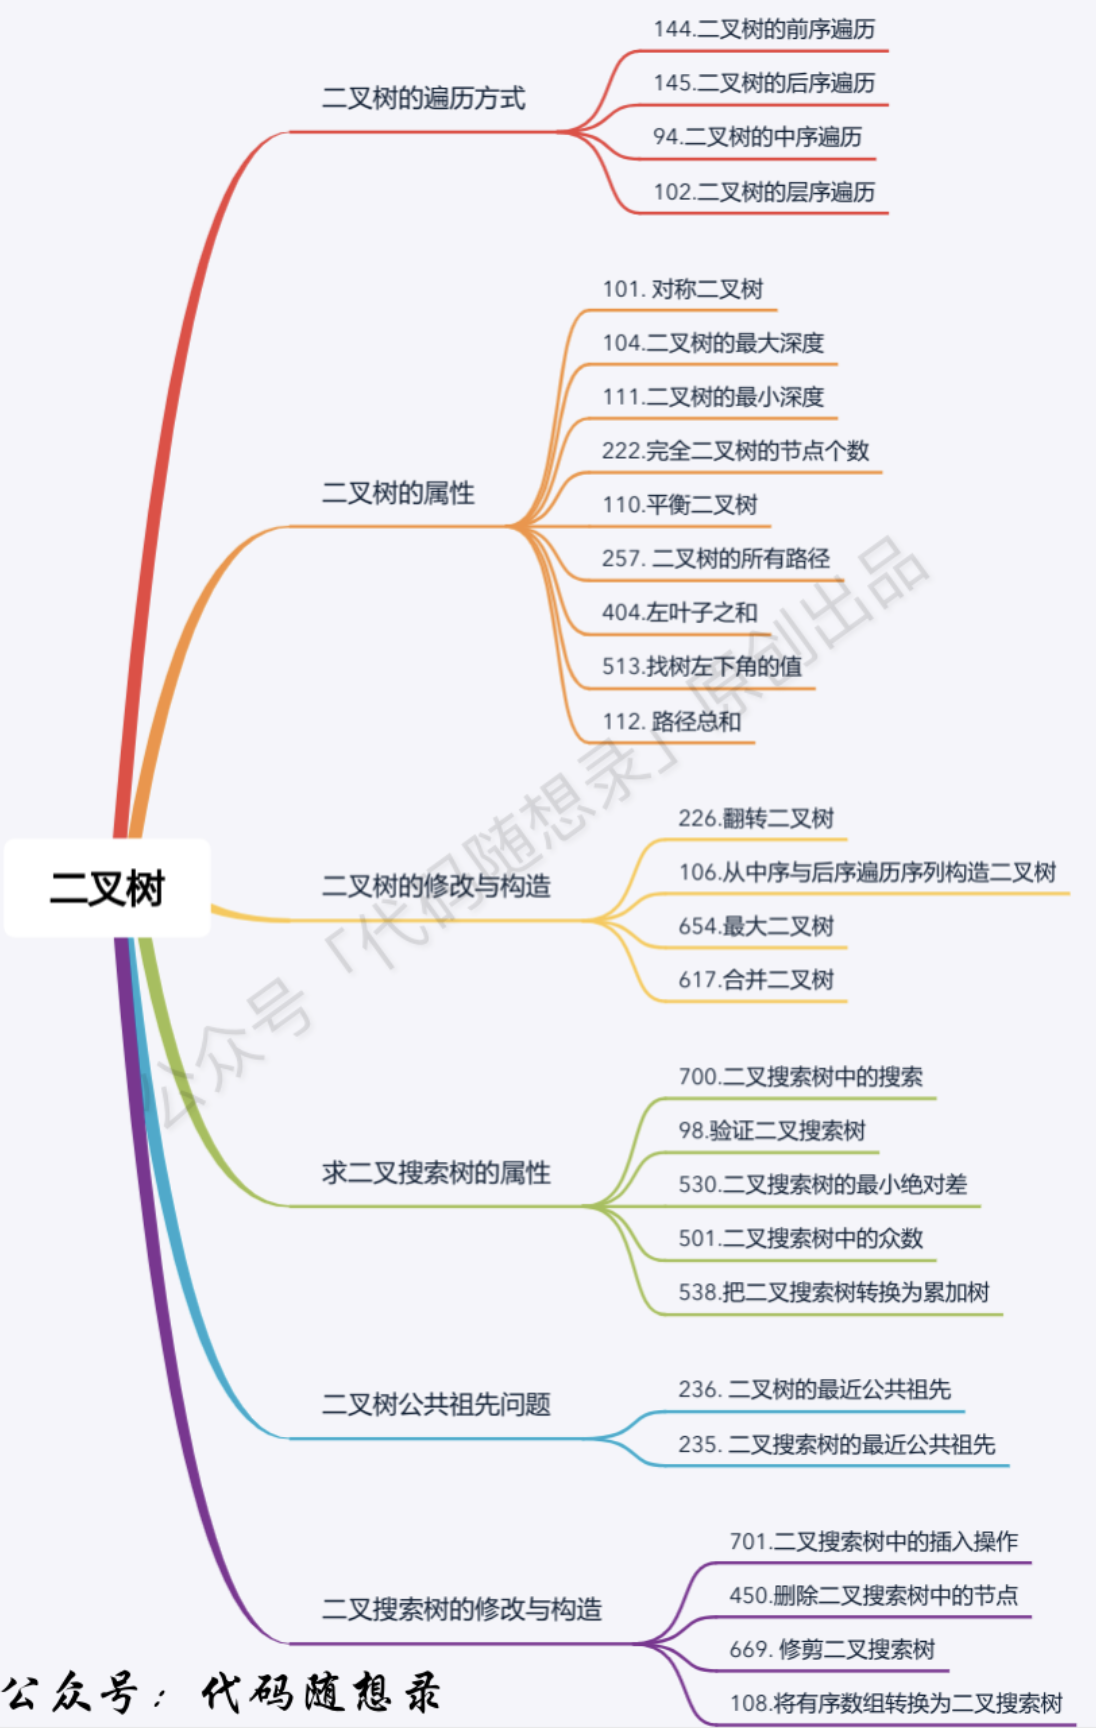 二叉树
二叉树的遍历方式
144.二叉树的前序遍历
145.二叉树的后序遍历
94.二叉树的中序遍历
102.二叉树的层序遍历
二叉树的属性
101. 对称二叉树
104.二叉树的最大深度
111.二叉树的最小深度
222.完全二叉树的节点个数
110.平衡二叉树
257. 二叉树的所有路径
404.左叶子之和
513.找树左下角的值
112. 路径总和
二叉树的修改与构造
226.翻转二叉树
106.从中序与后序遍历序列构造二叉树
654.最大二叉树
617.合并二叉树
求二叉搜索树的属性
700.二叉搜索树中的搜索
98.验证二叉搜索树
530.二叉搜索树的最小绝对差
501.二叉搜索树中的众数
538.把二叉搜索树转换为累加树
二叉树公共祖先问题
236. 二叉树的最近公共祖先
235. 二叉搜索树的最近公共祖先
二叉搜索树的修改与构造
701.二叉搜索树中的插入操作
450.删除二叉搜索树中的节点
669. 修剪二叉搜索树
108.将有序数组转换为二叉搜索树
公众号「代码随想录」原创出品
公众号：代码随想录